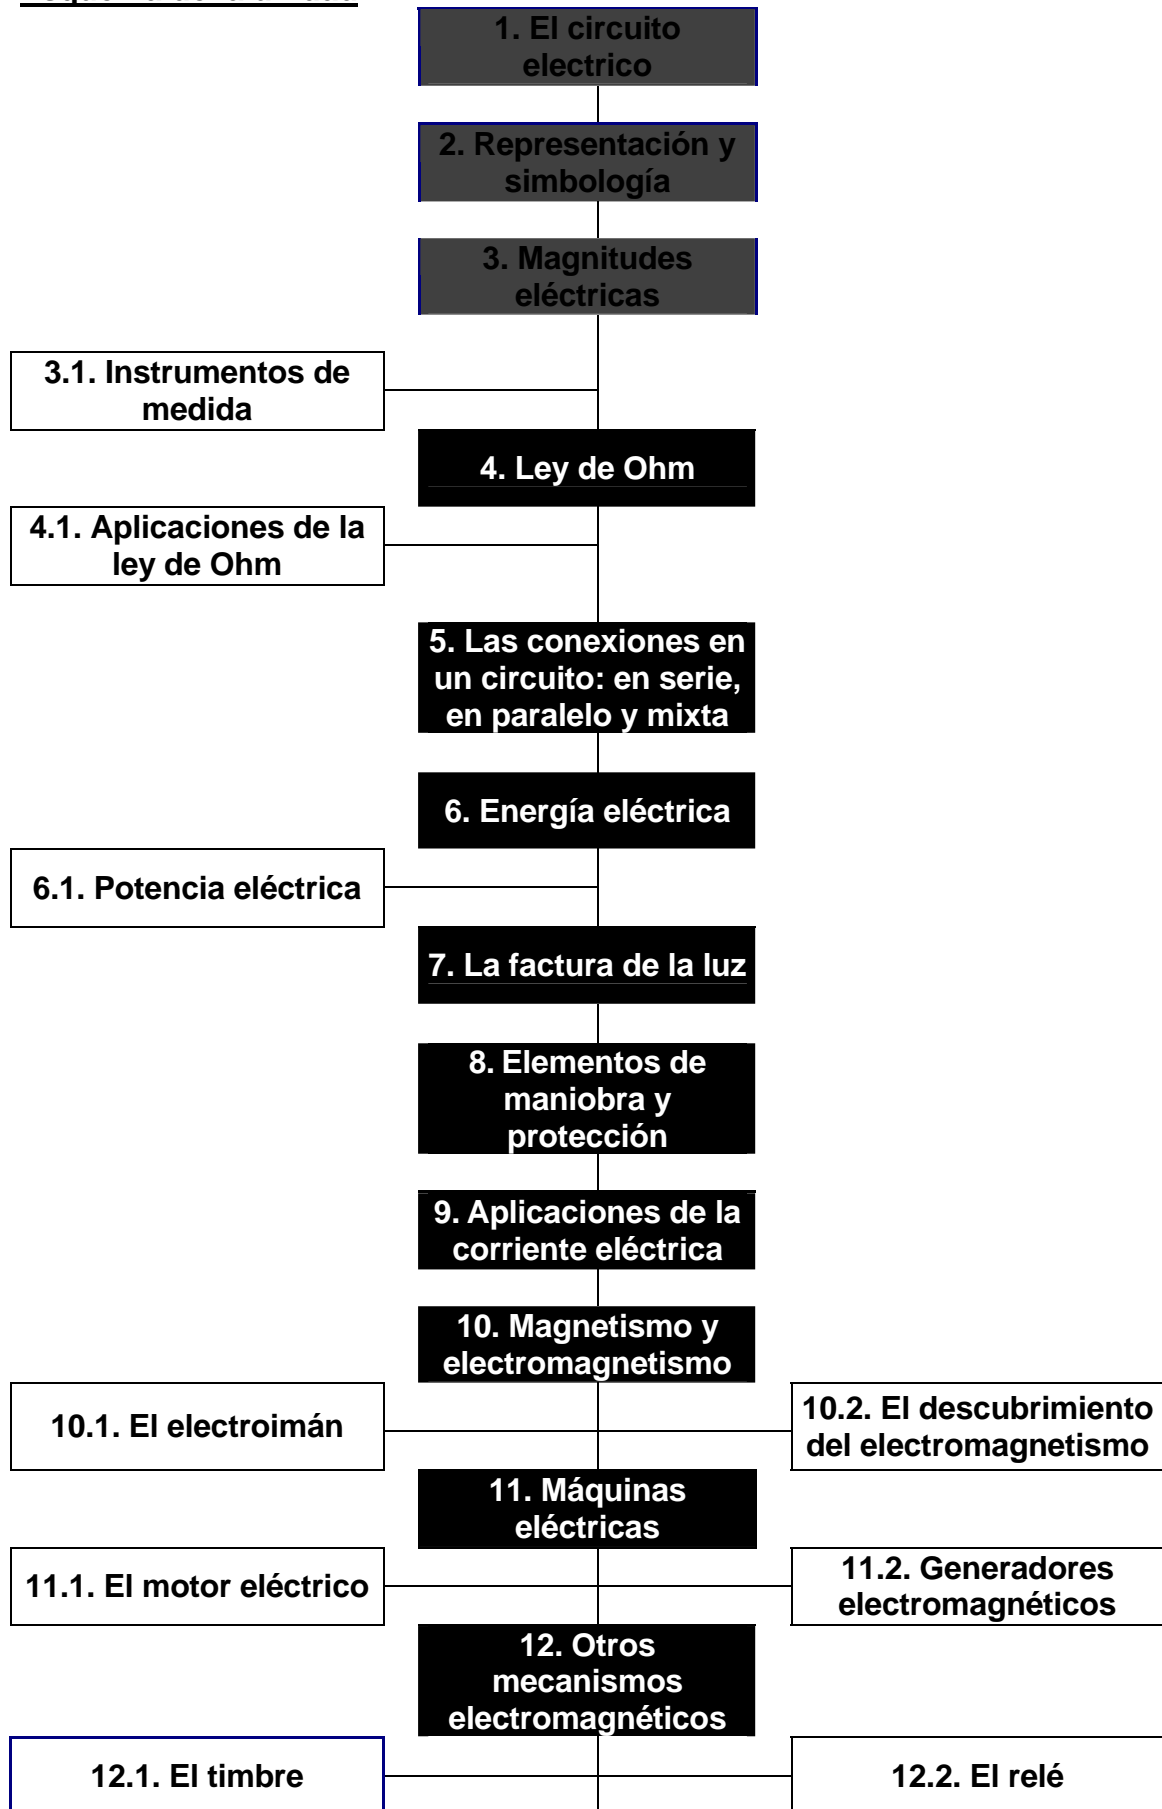 1. El circuito
electrico
2. Representación y
simbología
3. Magnitudes
eléctricas
3.1. Instrumentos de
medida
4. Ley de Ohm
4.1. Aplicaciones de la
ley de Ohm
5. Las conexiones en
un circuito: en serie,
en paralelo y mixta
6. Energía eléctrica
6.1. Potencia eléctrica
7. La factura de la luz
8. Elementos de
maniobra y
protección
9. Aplicaciones de la
corriente eléctrica
10. Magnetismo y
electromagnetismo
10.1. El electroimán
10.2. El descubrimiento
del electromagnetismo
11. Máquinas
eléctricas
11.1. El motor eléctrico
11.2. Generadores
electromagnéticos
12. Otros
mecanismos
electromagnéticos
12.1. El timbre
12.2. El relé